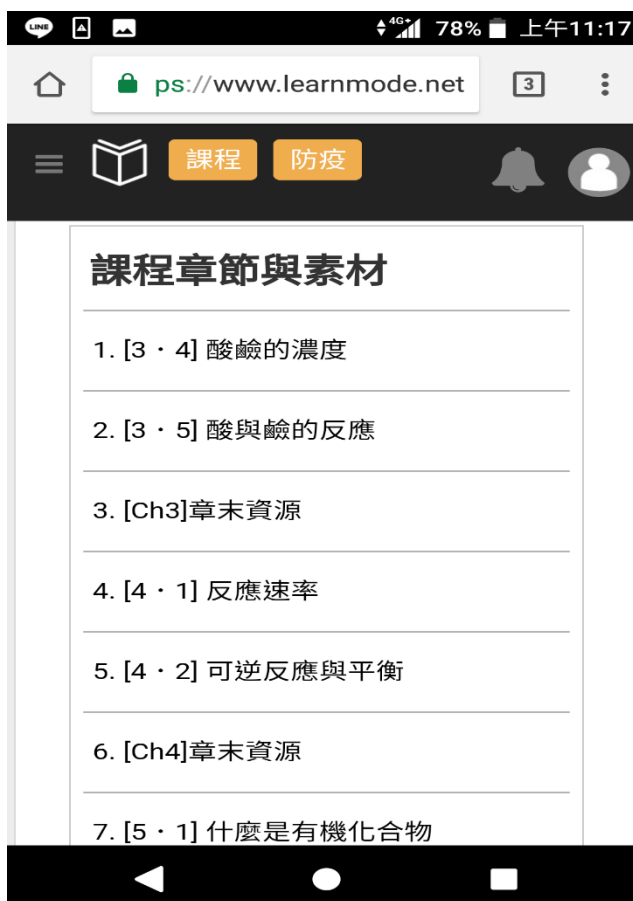 LINE A 4G+ 78% 上午11:17
ps://www.learnmode.net 3
課程 防疫
課程章節與素材
1. [3・4] 酸鹼的濃度
2. [3・5] 酸與鹼的反應
3. [Ch3]章末資源
4. [4・1] 反應速率
5. [4・2] 可逆反應與平衡
6. [Ch4]章末資源
7. [5・1] 什麼是有機化合物